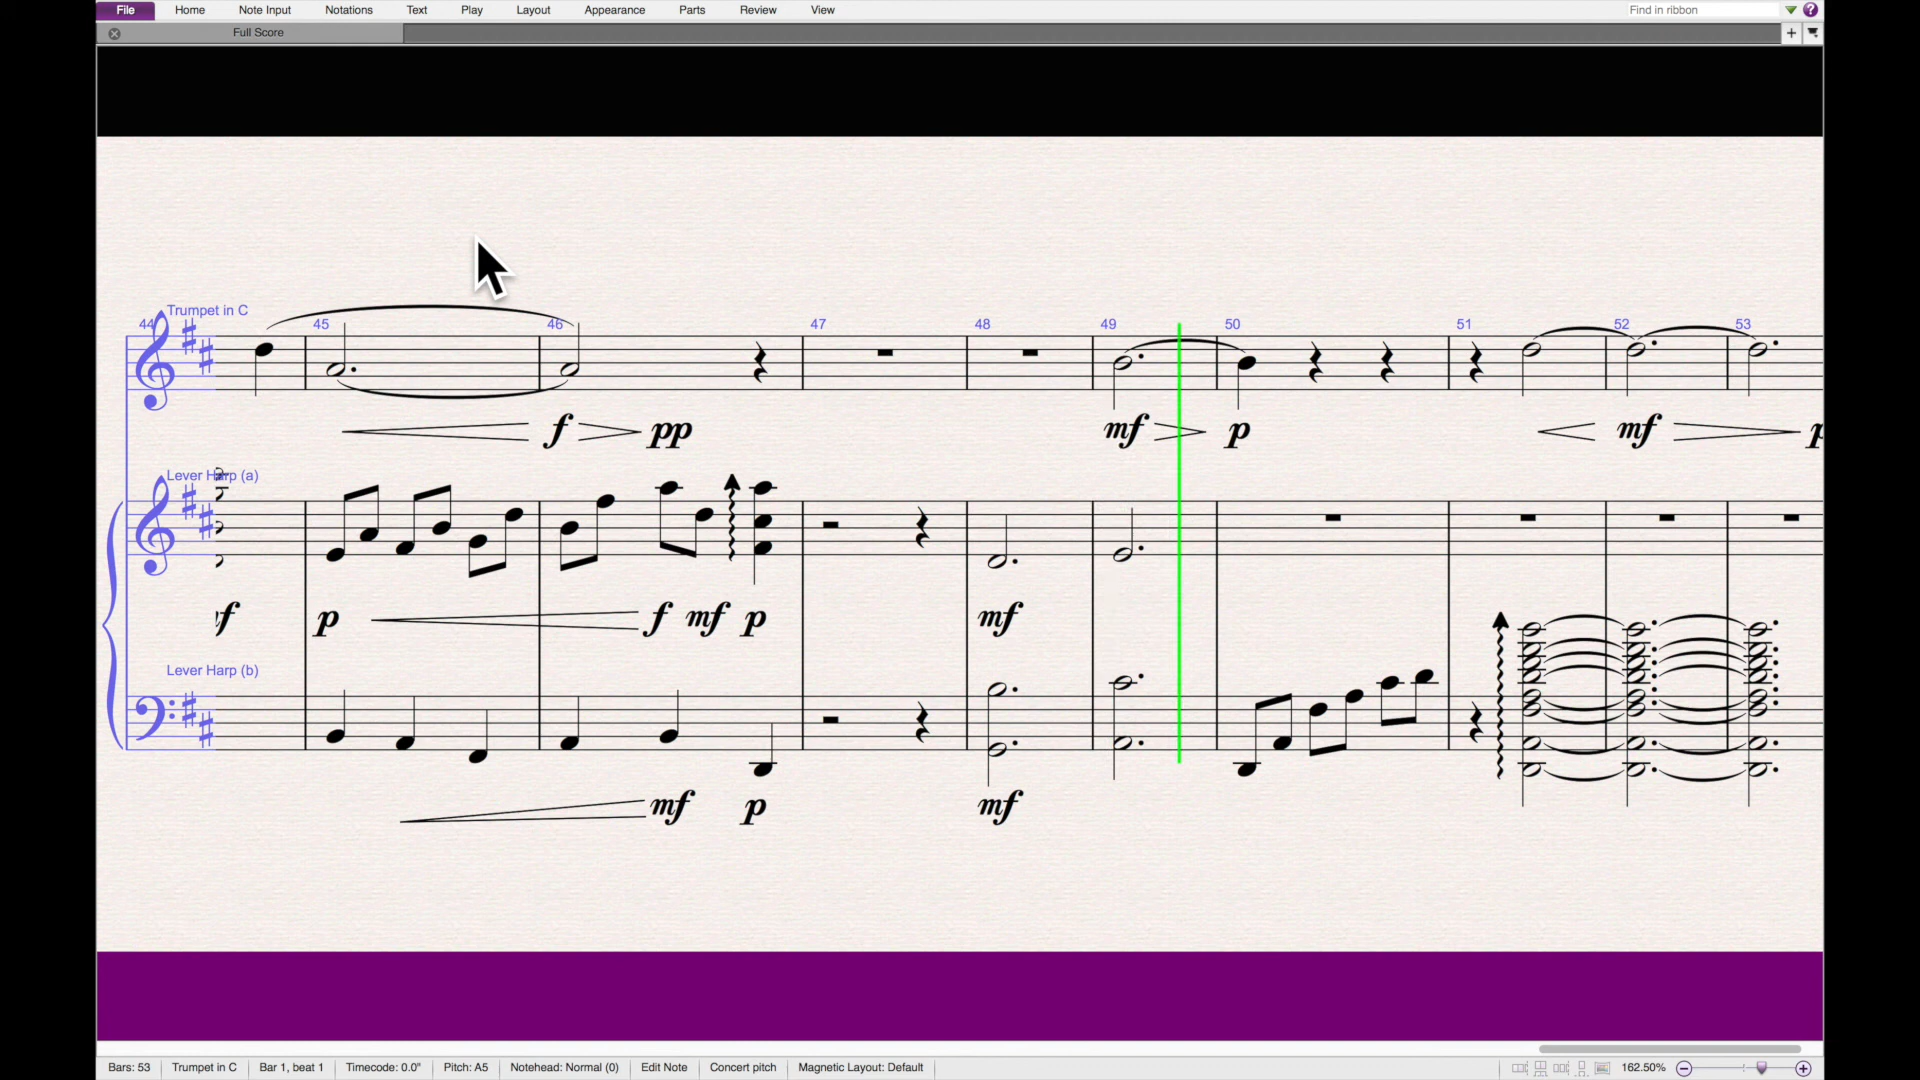 File Home Note Input Notations Text Play Layout Appearance Parts Review View Find in ribbon ?
Full Score +
Trumpet in C
44 45 46 47 48 49 50 51 52 53
f pp mf p mf
Lever Harp (a)
p f mf p mf
Lever Harp (b)
mf p mf
Bars: 53 Trumpet in C Bar 1, beat 1 Timecode: 0.0" Pitch: A5 Notehead: Normal (0) Edit Note Concert pitch Magnetic Layout: Default 162.50%